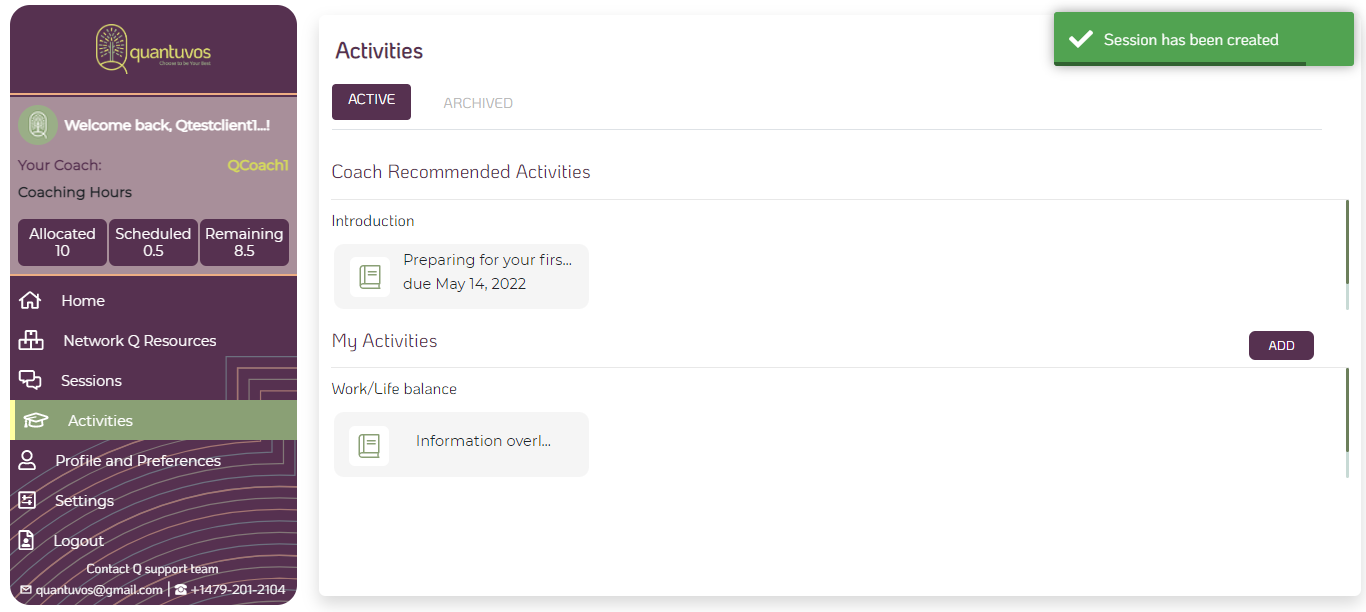 quantuvos
Choose to be Your Best
Welcome back, Qtestclient1...!
Your Coach: QCoach1
Coaching Hours
Allocated Scheduled Remaining
10 0.5 8.5
Home
Network Q Resources
Sessions
Activities
Profile and Preferences
Settings
Logout
Contact Q support team
quantuvos@gmail.com | +1479-201-2104
Activities
Session has been created
ACTIVE ARCHIVED
Coach Recommended Activities
Introduction
Preparing for your firs...
due May 14, 2022
My Activities ADD
Work/Life balance
Information overl...